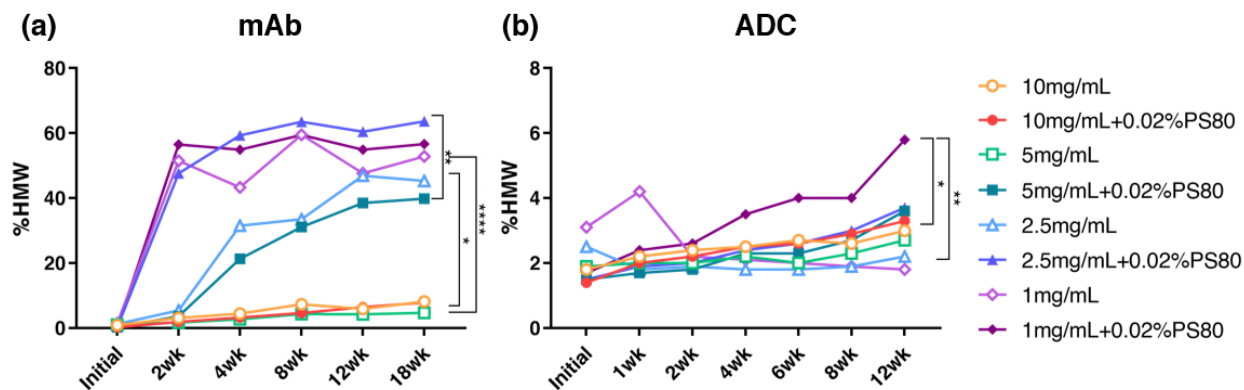 (a) mAb
%HMW
80
60
40
20
0
Initial 2wk 4wk 8wk 12wk 18wk
**
*
****
(b) ADC
%HMW
8
6
4
2
0
Initial 1wk 2wk 4wk 6wk 8wk 12wk
*
**
10mg/mL
10mg/mL+0.02%PS80
5mg/mL
5mg/mL+0.02%PS80
2.5mg/mL
2.5mg/mL+0.02%PS80
1mg/mL
1mg/mL+0.02%PS80